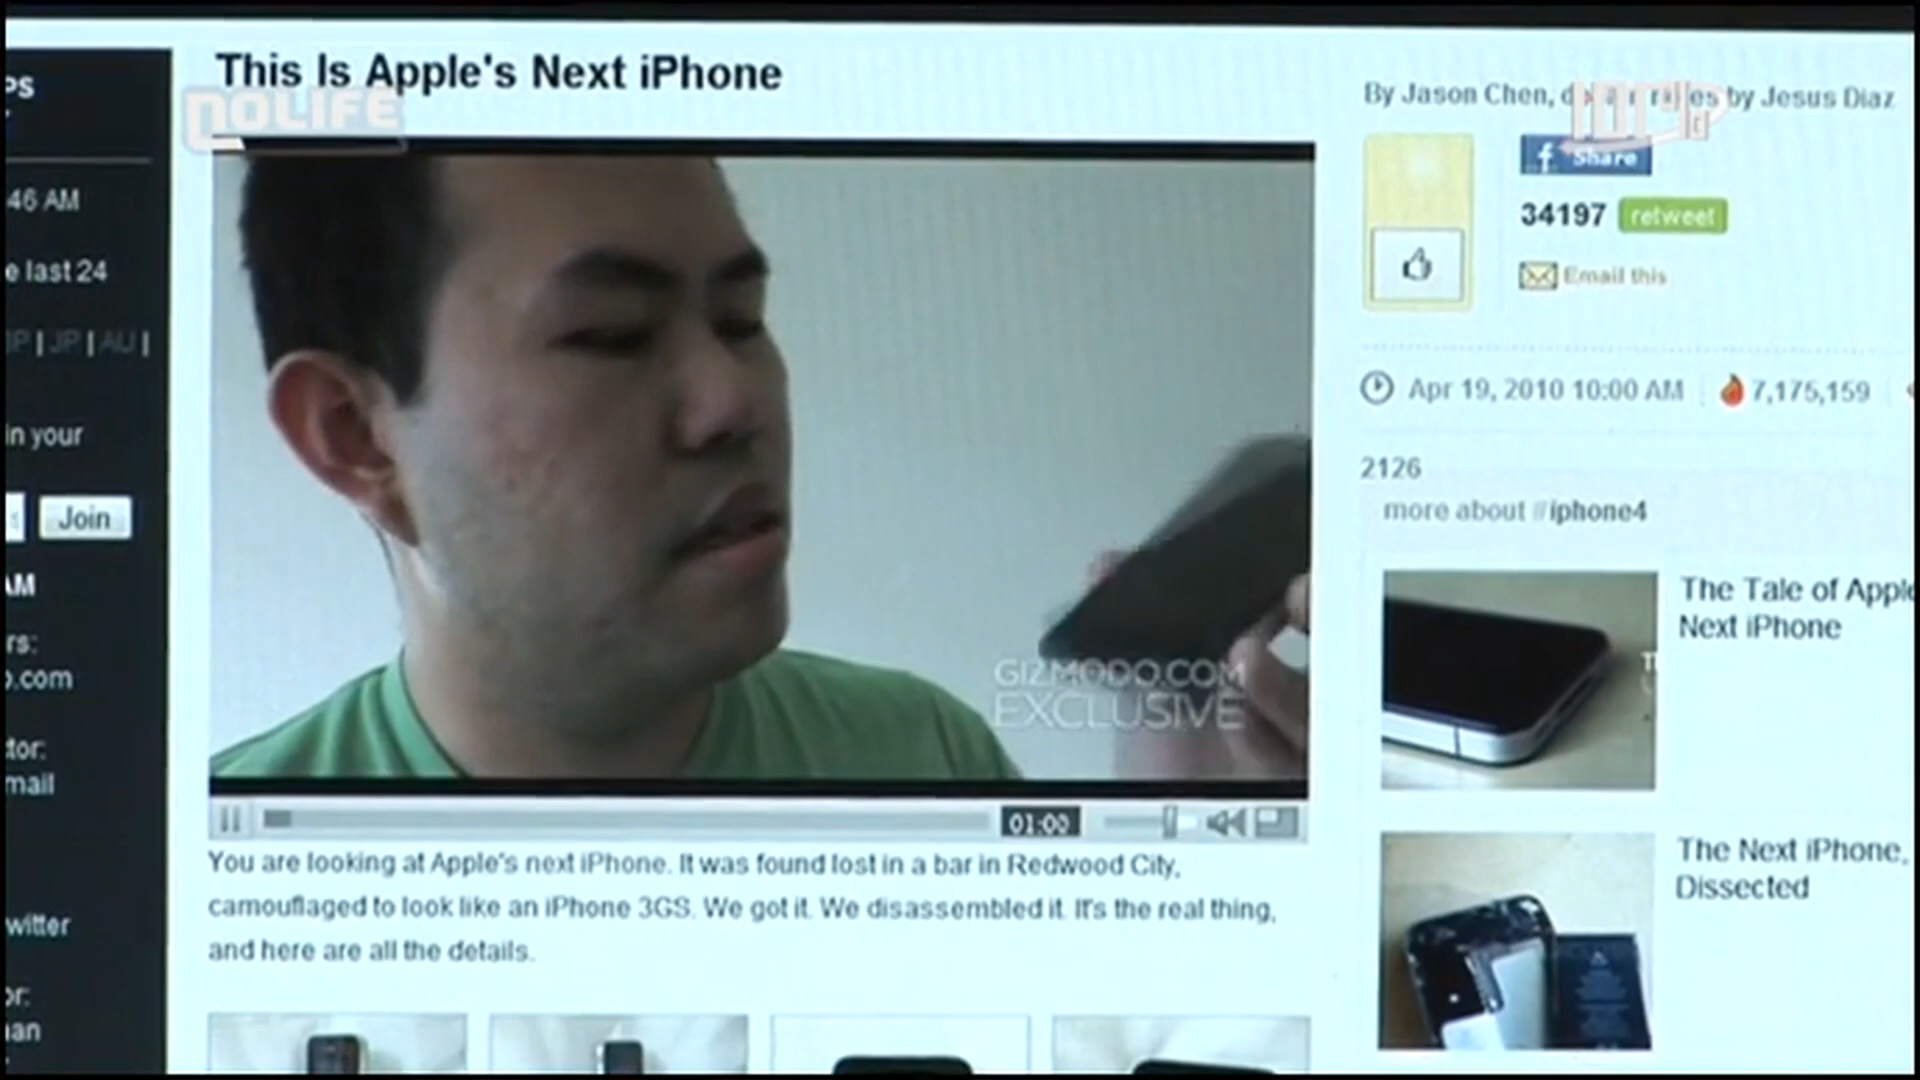 This Is Apple's Next iPhone
NOLIFE
101%
By Jason Chen, by Jesus Diaz
Share
34197 retweet
Email this
Apr 19, 2010 10:00 AM 7,175,159
2126
more about #iphone4
The Tale of Apple
Next iPhone
The Next iPhone,
Dissected
PS
46 AM
e last 24
| JP | AU |
in your
Join
AM
rs:
o.com
tor:
mail
witter
or:
an
GIZMODO.COM
EXCLUSIVE
01:00
You are looking at Apple's next iPhone. It was found lost in a bar in Redwood City,
camouflaged to look like an iPhone 3GS. We got it. We disassembled it. It's the real thing,
and here are all the details.